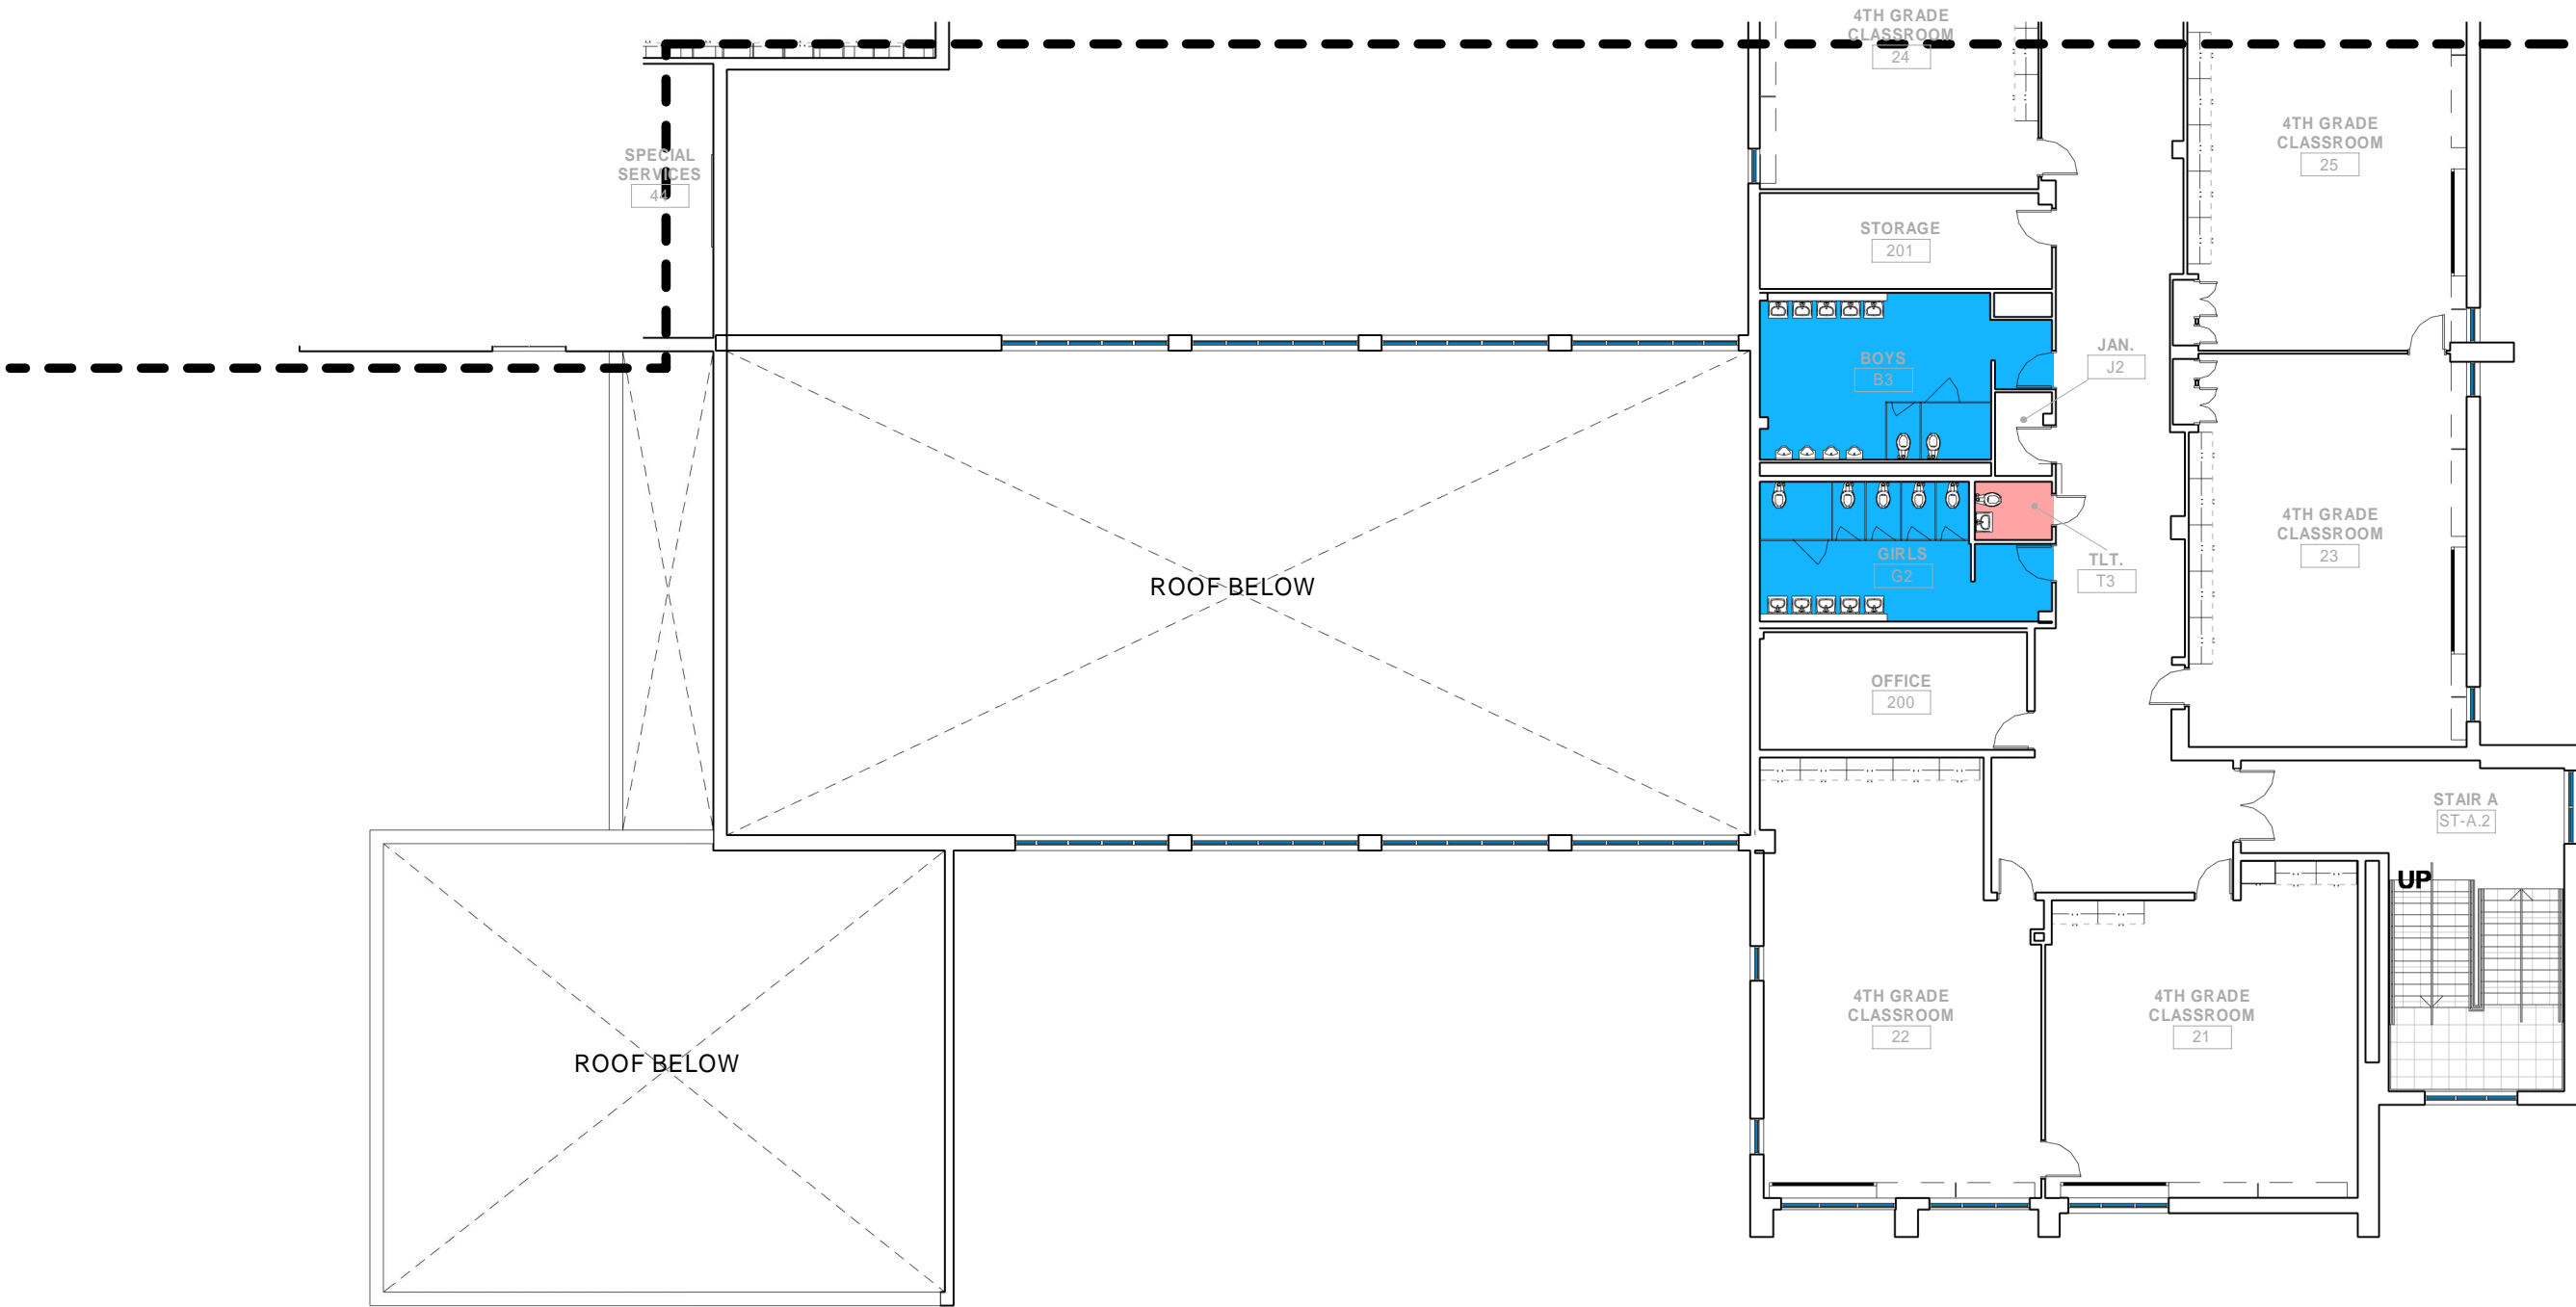 4TH GRADE
CLASSROOM
24
4TH GRADE
CLASSROOM
25
SPECIAL
SERVICES
44
STORAGE
201
BOYS
B3
JAN.
J2
4TH GRADE
CLASSROOM
23
GIRLS
G2
TLT.
T3
ROOF BELOW
OFFICE
200
STAIR A
ST-A.2
UP
4TH GRADE
CLASSROOM
22
4TH GRADE
CLASSROOM
21
ROOF BELOW